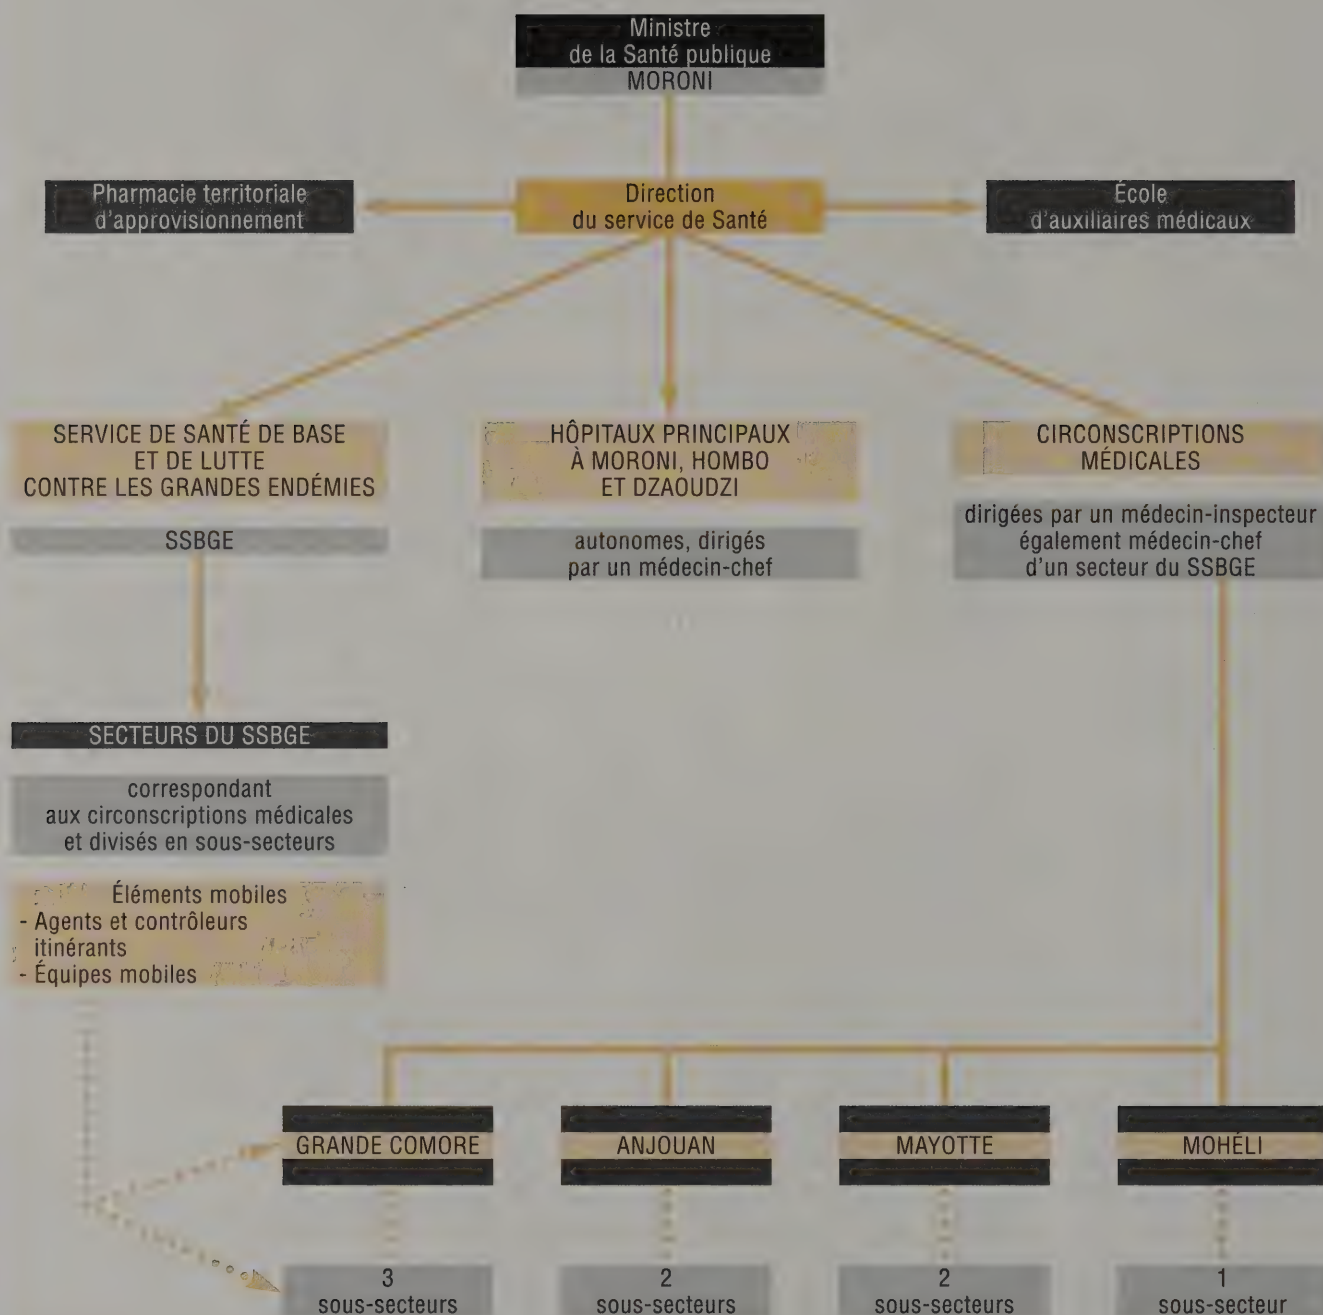 Ministre
de la Santé publique
MORONI
Pharmacie territoriale
d'approvisionnement
Direction
du service de Santé
École
d'auxiliaires médicaux
SERVICE DE SANTÉ DE BASE
ET DE LUTTE
CONTRE LES GRANDES ENDÉMIES
SSBGE
HÔPITAUX PRINCIPAUX
À MORONI, HOMBO
ET DZAOUDZI
autonomes, dirigés
par un médecin-chef
CIRCONSCRIPTIONS
MÉDICALES
dirigées par un médecin-inspecteur
également médecin-chef
d'un secteur du SSBGE
SECTEURS DU SSBGE
correspondant
aux circonscriptions médicales
et divisés en sous-secteurs
Éléments mobiles
- Agents et contrôleurs
itinérants
- Équipes mobiles
GRANDE COMORE
ANJOUAN
MAYOTTE
MOHÉLI
3
sous-secteurs
2
sous-secteurs
2
sous-secteurs
1
sous-secteur